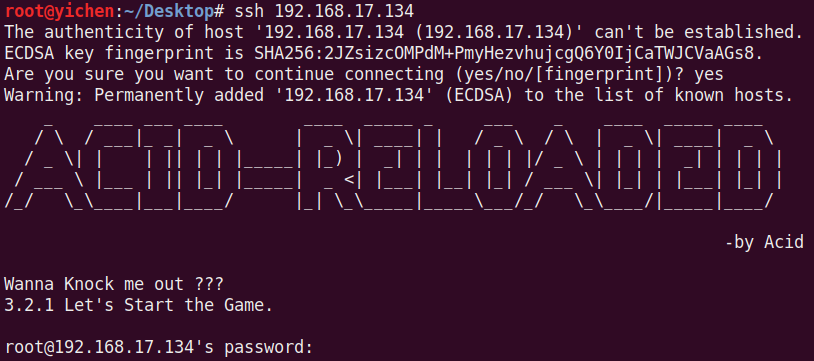 root@yichen:~/Desktop# ssh 192.168.17.134
The authenticity of host '192.168.17.134 (192.168.17.134)' can't be established.
ECDSA key fingerprint is SHA256:2JZsizcOMPdM+PmyHezvhujcgQ6Y0IjCaTWJCVaAGs8.
Are you sure you want to continue connecting (yes/no/[fingerprint])? yes
Warning: Permanently added '192.168.17.134' (ECDSA) to the list of known hosts.
ACID-RELOADED
-by Acid
Wanna Knock me out ???
3.2.1 Let's Start the Game.
root@192.168.17.134's password: